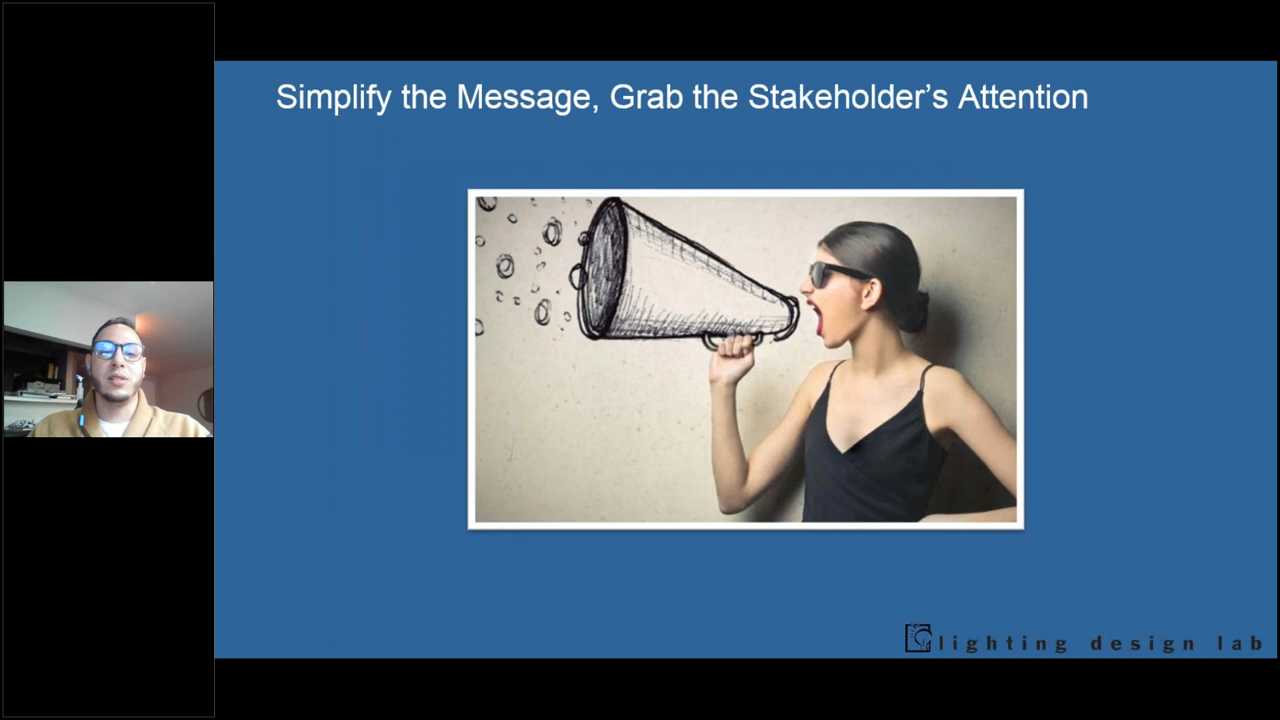 Simplify the Message, Grab the Stakeholder’s Attention
lighting design lab